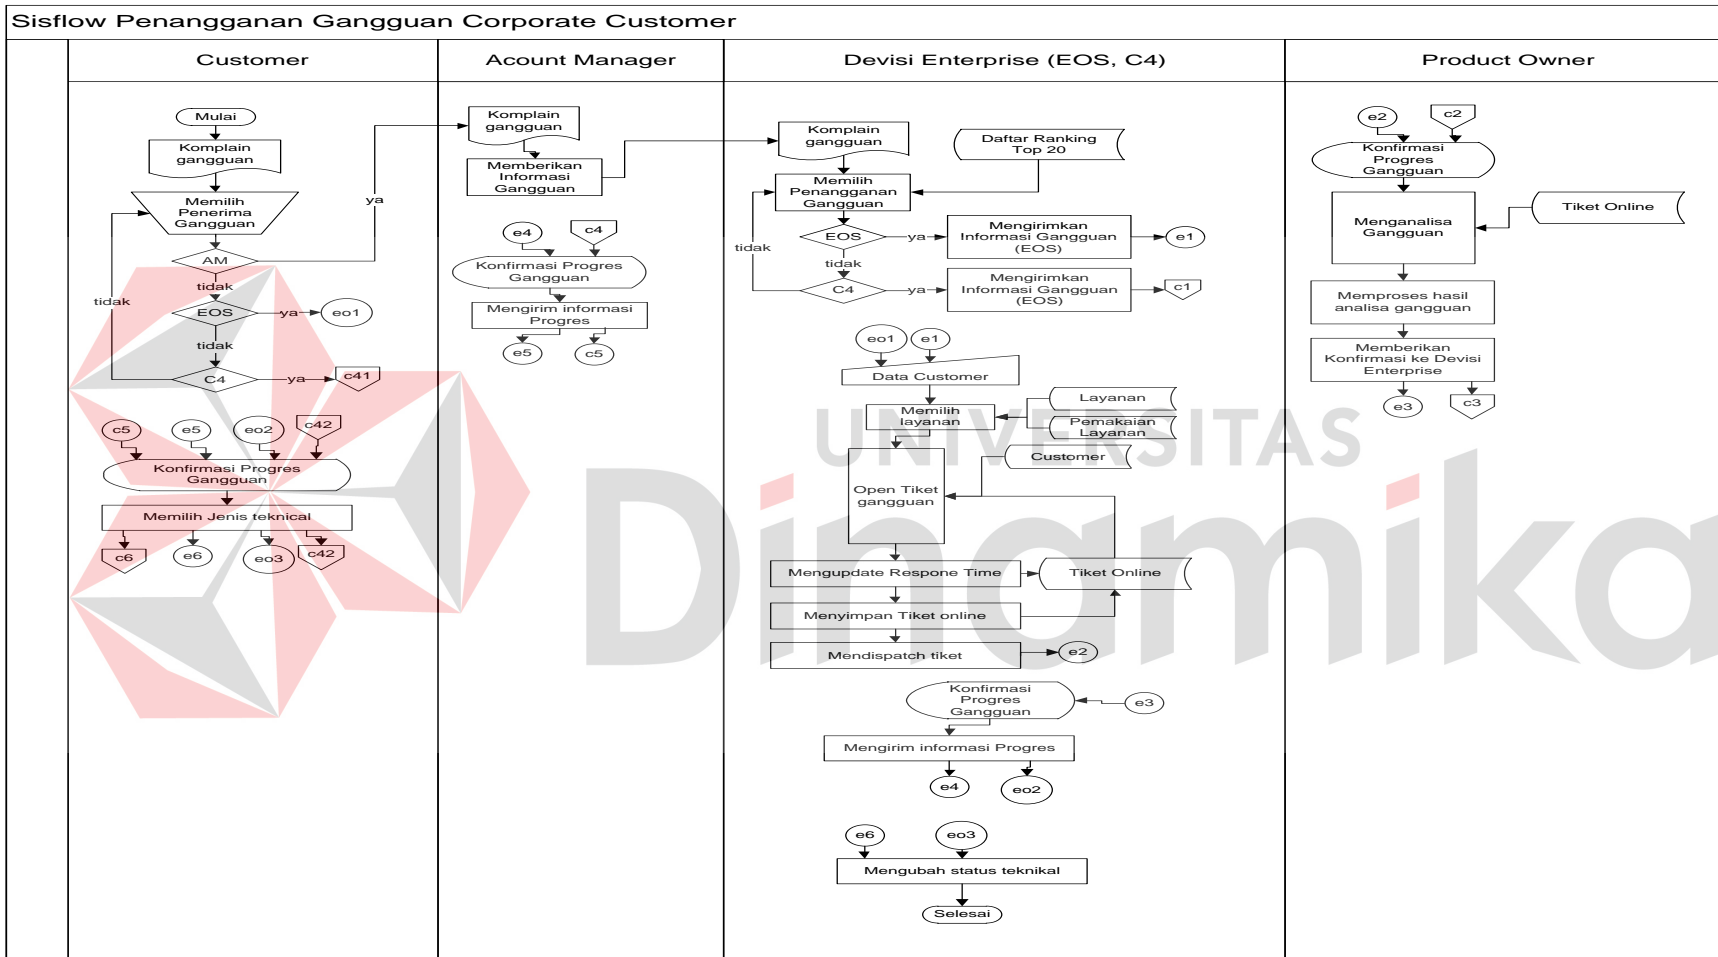 Sisflow Penangganan Gangguan Corporate Customer
Customer
Acount Manager
Devisi Enterprise (EOS, C4)
Product Owner
Mulai
Komplain
gangguan
Memilih
Penerima
Gangguan
ya
AM
tidak
EOS
ya
eo1
tidak
tidak
C4
ya
c41
c5
e5
eo2
c42
Konfirmasi Progres
Gangguan
Memilih Jenis teknical
c6
e6
eo3
c42
Komplain
gangguan
Memberikan
Informasi
Gangguan
e4
c4
Konfirmasi Progres
Gangguan
Mengirim informasi
Progres
e5
c5
Komplain
gangguan
Daftar Ranking
Top 20
Memilih
Penangganan
Gangguan
EOS
ya
Mengirimkan
Informasi Gangguan
(EOS)
e1
tidak
tidak
C4
ya
Mengirimkan
Informasi Gangguan
(EOS)
c1
eo1
e1
Data Customer
Memilih
layanan
Layanan
Pemakaian
Layanan
Customer
Open Tiket
gangguan
Mengupdate Respone Time
Tiket Online
Menyimpan Tiket online
Mendispatch tiket
e2
Konfirmasi
Progres
Gangguan
e3
Mengirim informasi Progres
e4
eo2
e6
eo3
Mengubah status teknikal
Selesai
e2
c2
Konfirmasi
Progres
Gangguan
Menganalisa
Gangguan
Tiket Online
Memproses hasil
analisa gangguan
Memberikan
Konfirmasi ke Devisi
Enterprise
e3
c3
UNIVERSITAS
Dinamika